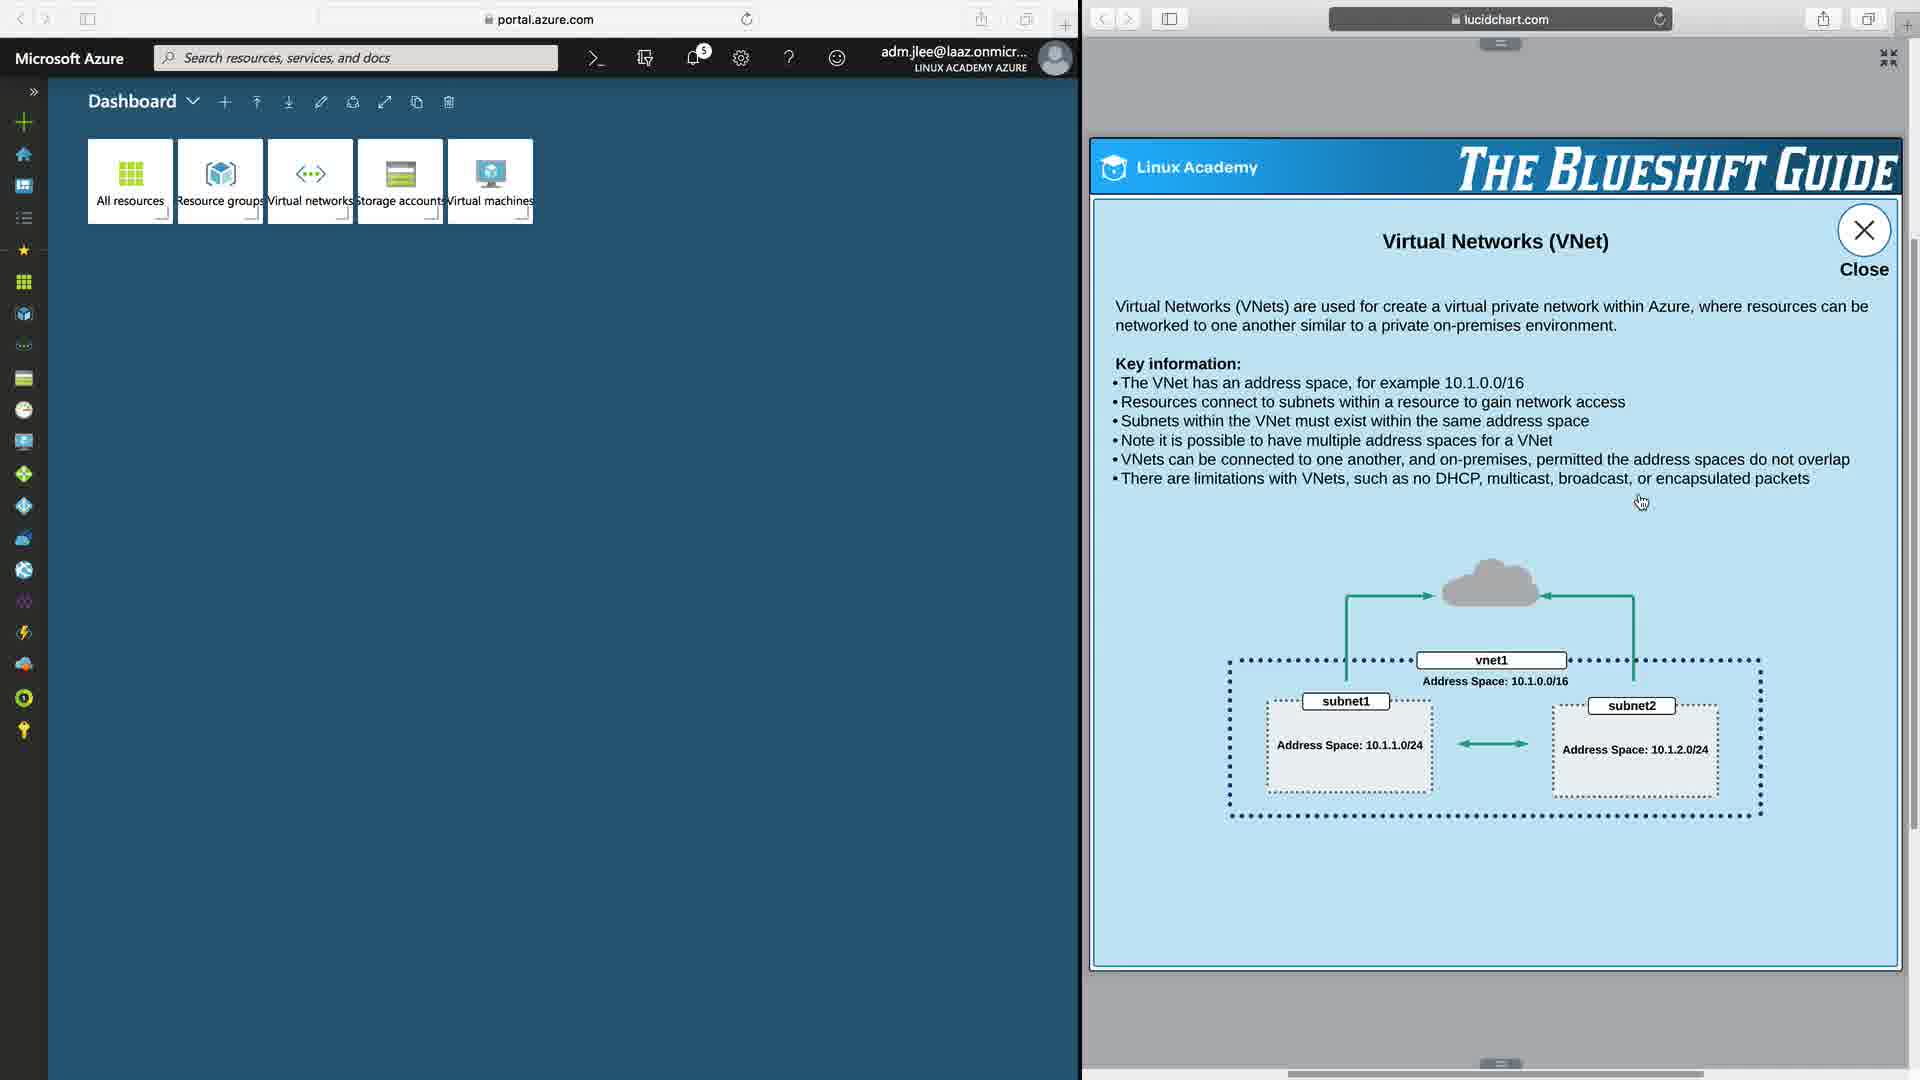 portal.azure.com
Microsoft Azure
Search resources, services, and docs
5
adm.jlee@laaz.onmicr...
LINUX ACADEMY AZURE
Dashboard
All resources
Resource groups
Virtual networks
Storage accounts
Virtual machines
lucidchart.com
Linux Academy
THE BLUESHIFT GUIDE
Virtual Networks (VNet)
Close
Virtual Networks (VNets) are used for create a virtual private network within Azure, where resources can be
networked to one another similar to a private on-premises environment.
Key information:
• The VNet has an address space, for example 10.1.0.0/16
• Resources connect to subnets within a resource to gain network access
• Subnets within the VNet must exist within the same address space
• Note it is possible to have multiple address spaces for a VNet
• VNets can be connected to one another, and on-premises, permitted the address spaces do not overlap
• There are limitations with VNets, such as no DHCP, multicast, broadcast, or encapsulated packets
vnet1
Address Space: 10.1.0.0/16
subnet1
Address Space: 10.1.1.0/24
subnet2
Address Space: 10.1.2.0/24